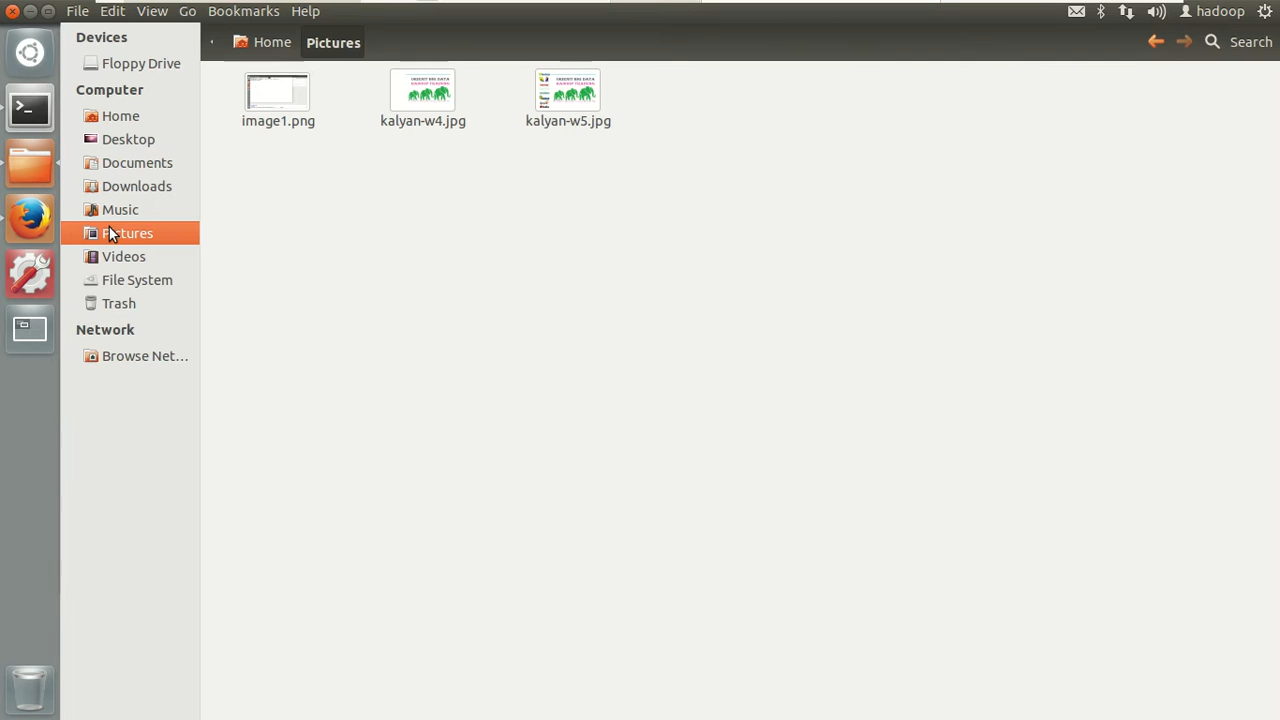 File Edit View Go Bookmarks Help
hadoop
Devices
Floppy Drive
Computer
Home
Desktop
Documents
Downloads
Music
Pictures
Videos
File System
Trash
Network
Browse Net...
Home Pictures
Search
image1.png
kalyan-w4.jpg
kalyan-w5.jpg